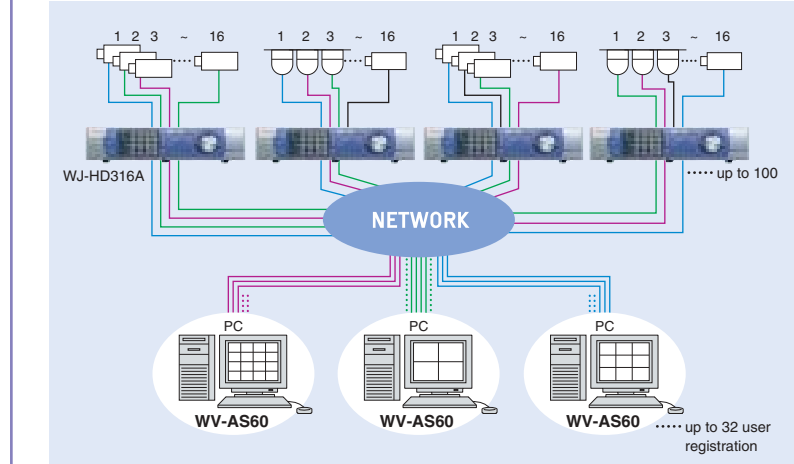 1 2 3 ~ 16
1 2 3 ~ 16
1 2 3 ~ 16
1 2 3 ~ 16
WJ-HD316A
up to 100
NETWORK
PC
PC
PC
WV-AS60
WV-AS60
WV-AS60
up to 32 user
registration